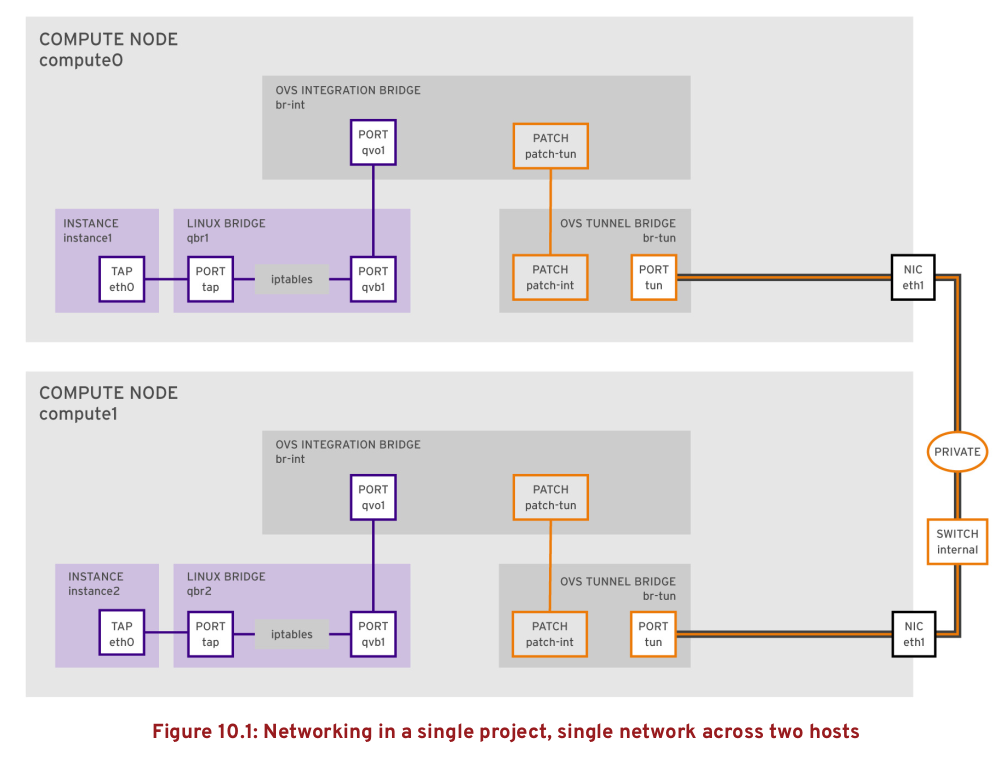 COMPUTE NODE
compute0
OVS INTEGRATION BRIDGE
br-int
PORT
qvo1
PATCH
patch-tun
INSTANCE
instance1
TAP
eth0
LINUX BRIDGE
qbr1
PORT
tap
iptables
PORT
qvb1
OVS TUNNEL BRIDGE
br-tun
PATCH
patch-int
PORT
tun
NIC
eth1
COMPUTE NODE
compute1
OVS INTEGRATION BRIDGE
br-int
PORT
qvo1
PATCH
patch-tun
INSTANCE
instance2
TAP
eth0
LINUX BRIDGE
qbr2
PORT
tap
iptables
PORT
qvb1
OVS TUNNEL BRIDGE
br-tun
PATCH
patch-int
PORT
tun
NIC
eth1
PRIVATE
SWITCH
internal
Figure 10.1: Networking in a single project, single network across two hosts